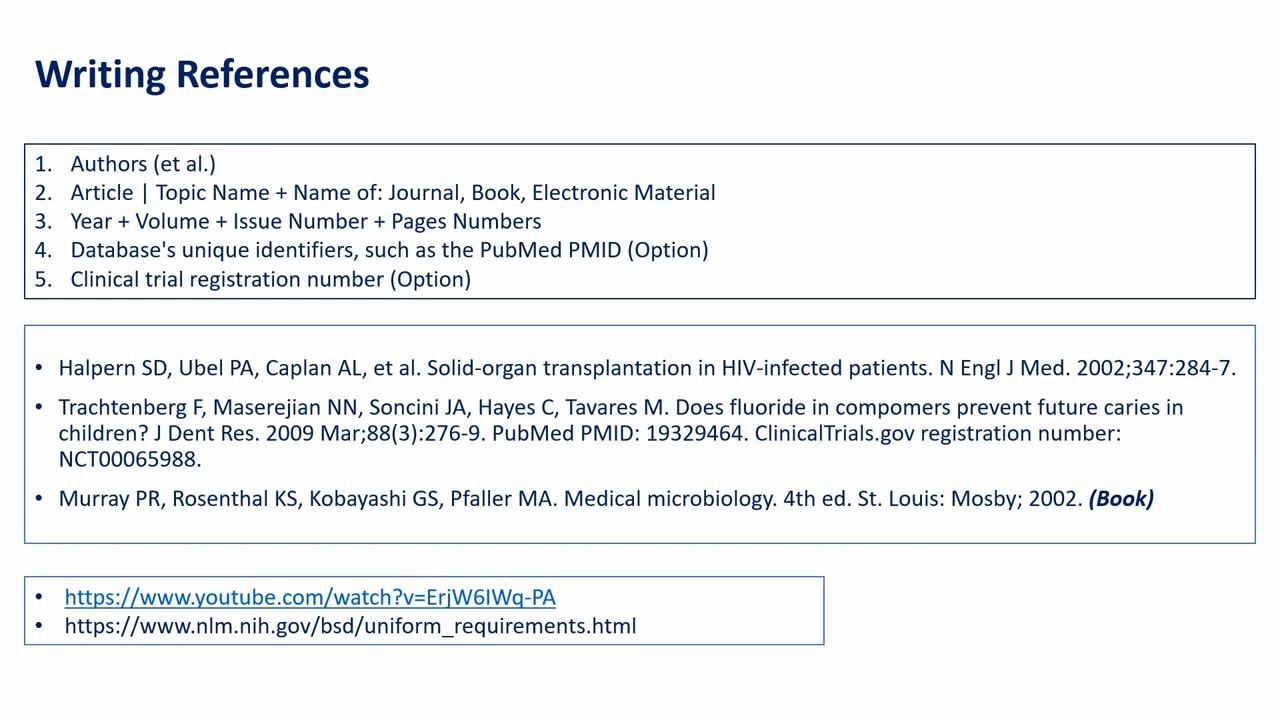 Writing References
1. Authors (et al.)
2. Article | Topic Name + Name of: Journal, Book, Electronic Material
3. Year + Volume + Issue Number + Pages Numbers
4. Database's unique identifiers, such as the PubMed PMID (Option)
5. Clinical trial registration number (Option)
• Halpern SD, Ubel PA, Caplan AL, et al. Solid-organ transplantation in HIV-infected patients. N Engl J Med. 2002;347:284-7.
• Trachtenberg F, Maserejian NN, Soncini JA, Hayes C, Tavares M. Does fluoride in compomers prevent future caries in
children? J Dent Res. 2009 Mar;88(3):276-9. PubMed PMID: 19329464. ClinicalTrials.gov registration number:
NCT00065988.
• Murray PR, Rosenthal KS, Kobayashi GS, Pfaller MA. Medical microbiology. 4th ed. St. Louis: Mosby; 2002. (Book)
• https://www.youtube.com/watch?v=ErjW6IWq-PA
• https://www.nlm.nih.gov/bsd/uniform_requirements.html